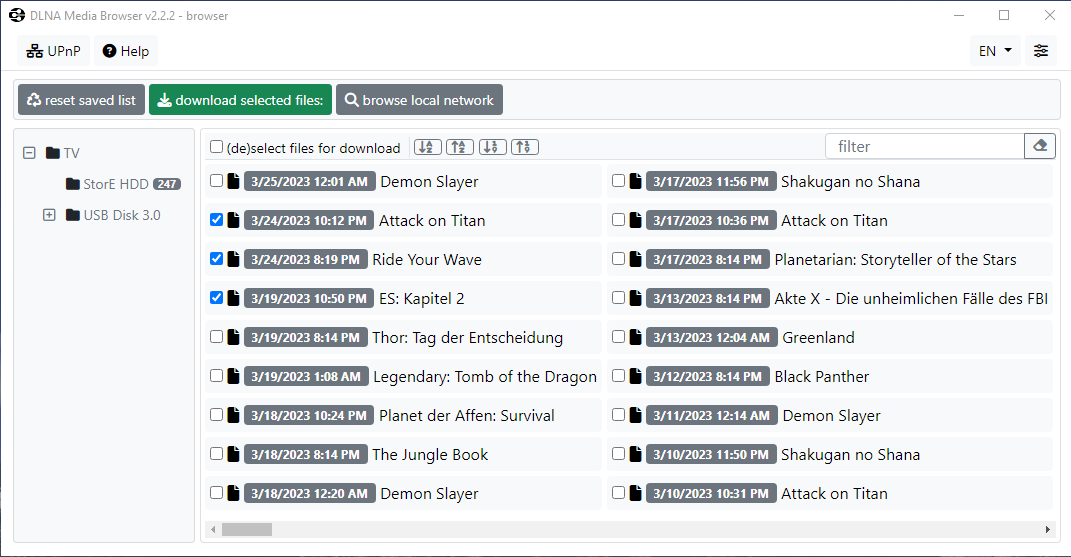 DLNA Media Browser v2.2.2 - browser
UPnP Help EN
reset saved list download selected files: browse local network
TV
StorE HDD 247
USB Disk 3.0
(de)select files for download filter
3/25/2023 12:01 AM Demon Slayer
3/24/2023 10:12 PM Attack on Titan
3/24/2023 8:19 PM Ride Your Wave
3/19/2023 10:50 PM ES: Kapitel 2
3/19/2023 8:14 PM Thor: Tag der Entscheidung
3/19/2023 1:08 AM Legendary: Tomb of the Dragon
3/18/2023 10:24 PM Planet der Affen: Survival
3/18/2023 8:14 PM The Jungle Book
3/18/2023 12:20 AM Demon Slayer
3/17/2023 11:56 PM Shakugan no Shana
3/17/2023 10:36 PM Attack on Titan
3/17/2023 8:14 PM Planetarian: Storyteller of the Stars
3/13/2023 8:14 PM Akte X - Die unheimlichen Fälle des FBI
3/13/2023 12:04 AM Greenland
3/12/2023 8:14 PM Black Panther
3/11/2023 12:14 AM Demon Slayer
3/10/2023 11:50 PM Shakugan no Shana
3/10/2023 10:31 PM Attack on Titan